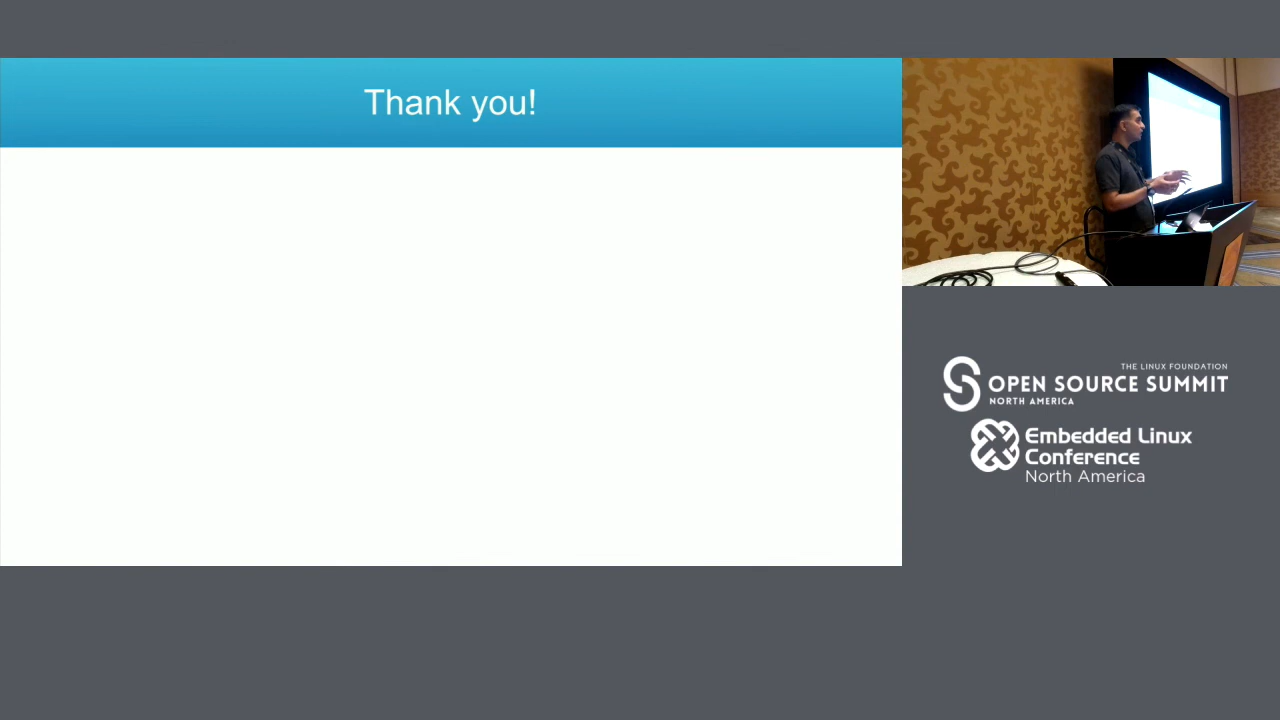 Thank you!
THE LINUX FOUNDATION
OPEN SOURCE SUMMIT
NORTH AMERICA
Embedded Linux
Conference
North America